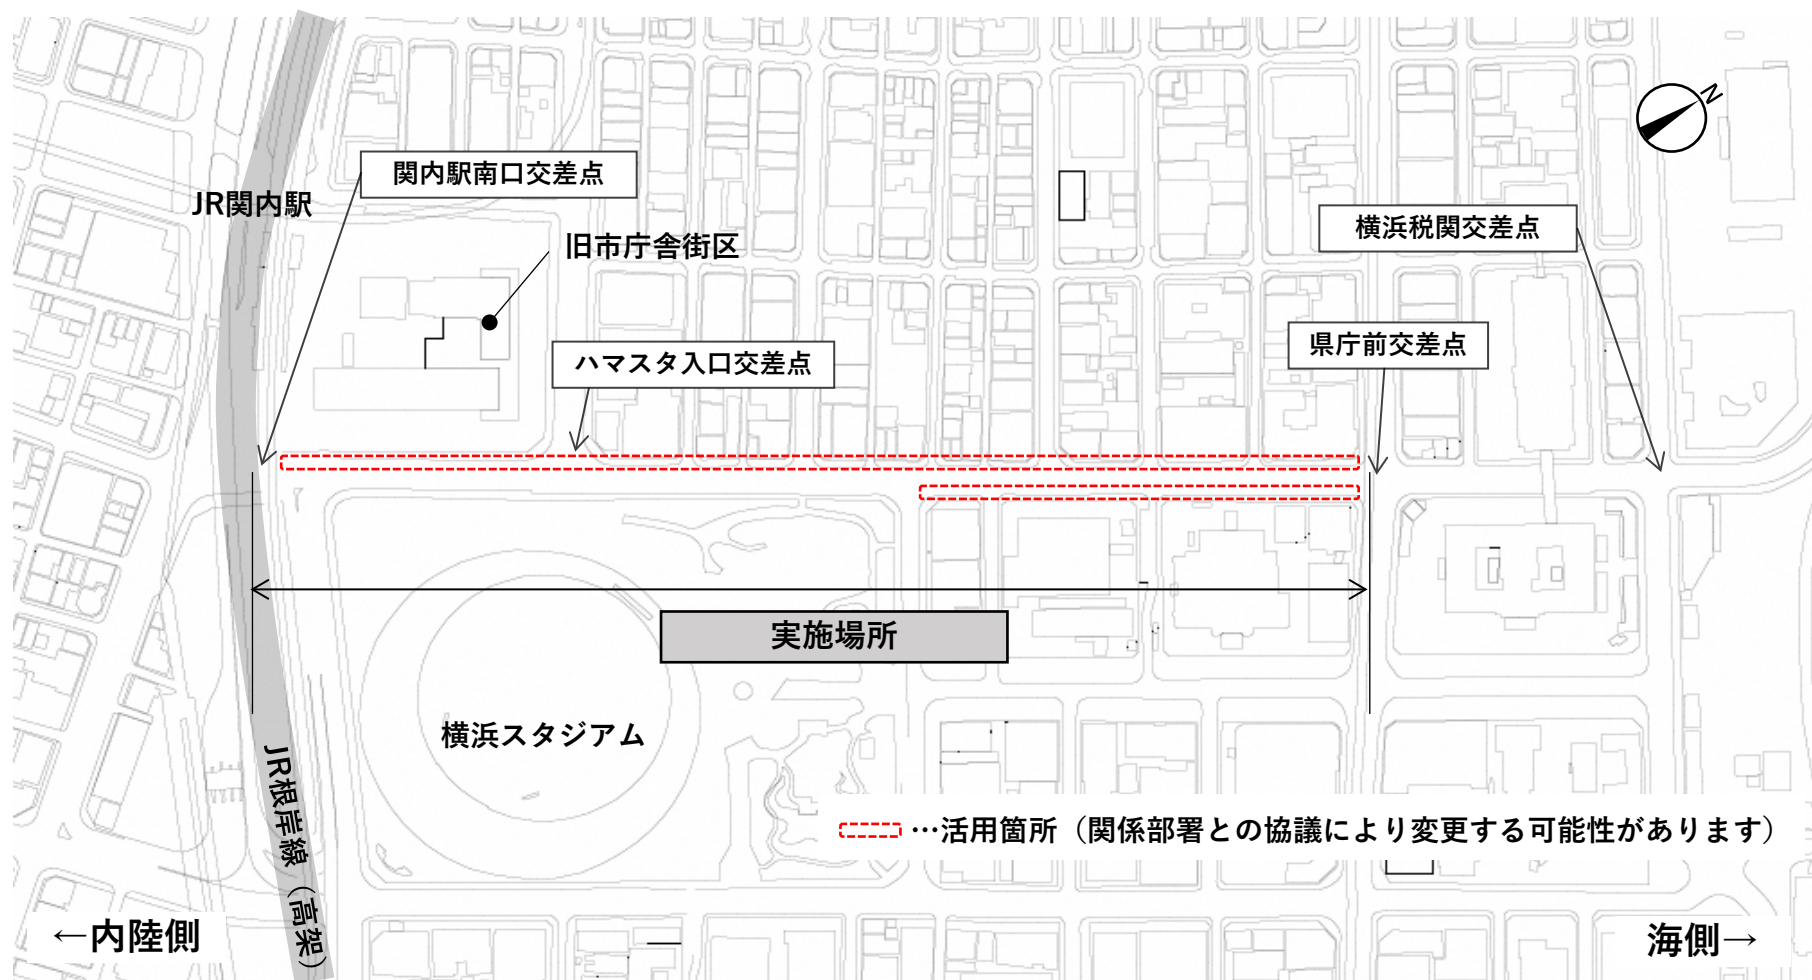 N
関内駅南口交差点
JR関内駅
旧市庁舎街区
横浜税関交差点
ハマスタ入口交差点
県庁前交差点
実施場所
横浜スタジアム
JR根岸線（高架）
…活用箇所（関係部署との協議により変更する可能性があります）
←内陸側
海側→